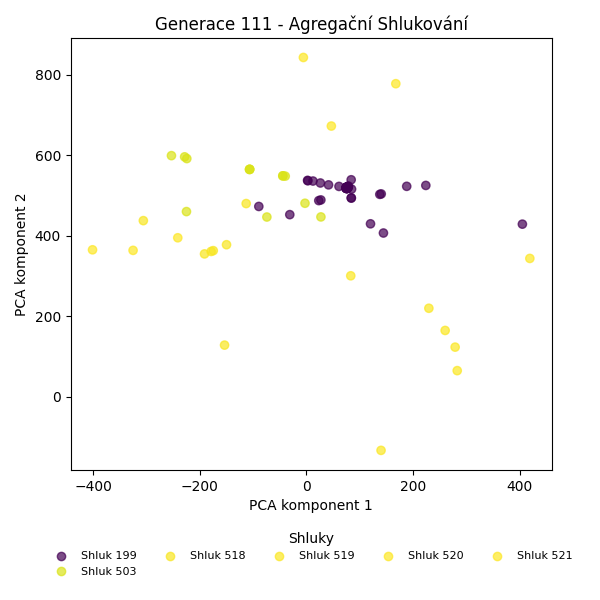 Generace 111 - Agregační Shlukování
PCA komponent 2
800
600
400
200
0
−400
−200
0
200
400
PCA komponent 1
Shluky
Shluk 199
Shluk 518
Shluk 519
Shluk 520
Shluk 521
Shluk 503